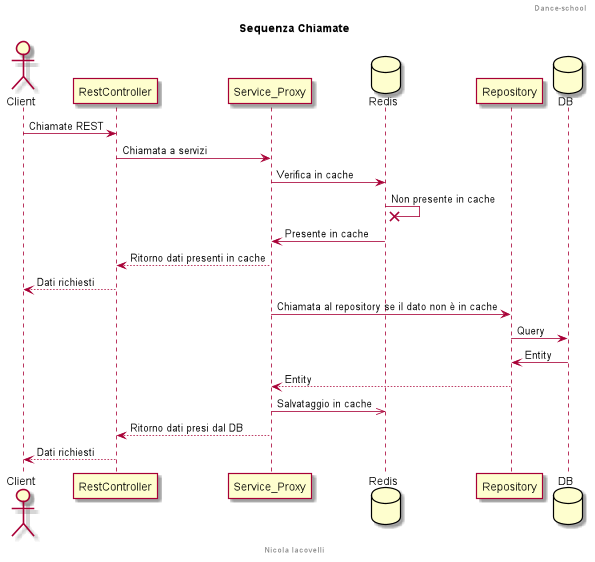 Dance-school
Sequenza Chiamate
Client
RestController
Service_Proxy
Redis
Repository
DB
Chiamate REST
Chiamata a servizi
Verifica in cache
Non presente in cache
Presente in cache
Ritorno dati presenti in cache
Dati richiesti
Chiamata al repository se il dato non è in cache
Query
Entity
Entity
Salvataggio in cache
Ritorno dati presi dal DB
Dati richiesti
Client
RestController
Service_Proxy
Redis
Repository
DB
Nicola Iacovelli